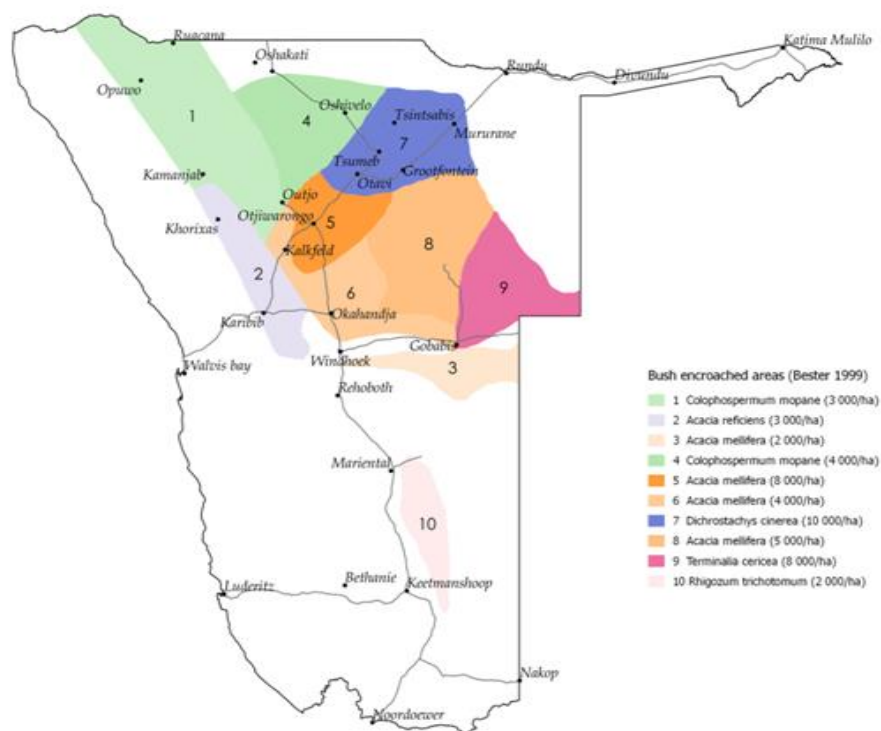 Ruacana
Oshakati
Katima Mulilo
Rundu
Divundu
Opuwo
1
Oshivelo
4
Tsintsabis
7
Mururane
Tsumeb
Kamanjab
Otavi
Grootfontein
Outjo
Otjiwarongo
5
Khorixas
Kalkfeld
8
2
6
9
Karibib
Okahandja
Gobabis
Windhoek
3
Walvis bay
Rehoboth
Mariental
10
Bethanie
Keetmanshoop
Luderitz
Nakop
Noordoewer
Bush encroached areas (Bester 1999)
1 Colophospermum mopane (3 000/ha)
2 Acacia reficiens (3 000/ha)
3 Acacia mellifera (2 000/ha)
4 Colophospermum mopane (4 000/ha)
5 Acacia mellifera (8 000/ha)
6 Acacia mellifera (4 000/ha)
7 Dichrostachys cinerea (10 000/ha)
8 Acacia mellifera (5 000/ha)
9 Terminalia cericea (8 000/ha)
10 Rhigozum trichotomum (2 000/ha)